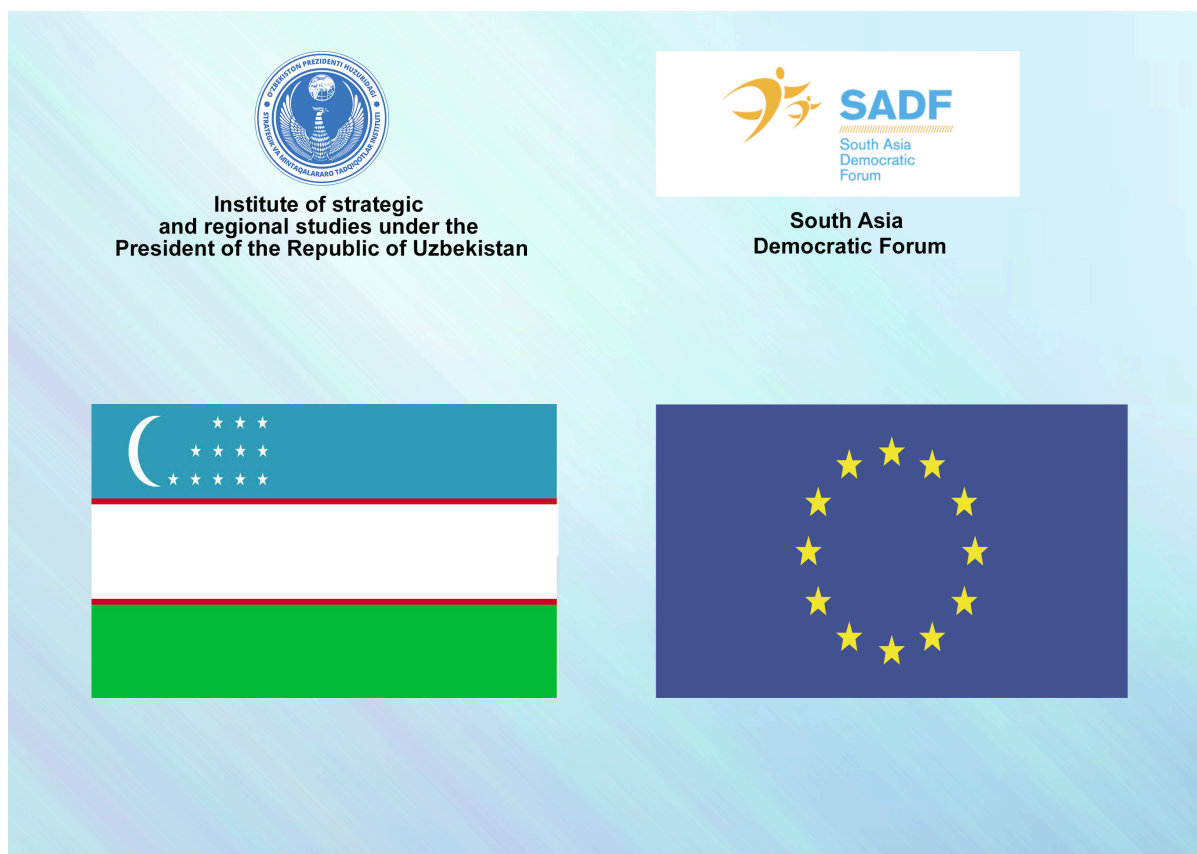 O'ZBEKISTON PREZIDENTI HUZURIDAGI
STRATEGIK VA MINTAQALARARO TADQIQOTLAR INSTITUTI
Institute of strategic
and regional studies under the
President of the Republic of Uzbekistan
SADF
South Asia
Democratic
Forum
South Asia
Democratic Forum